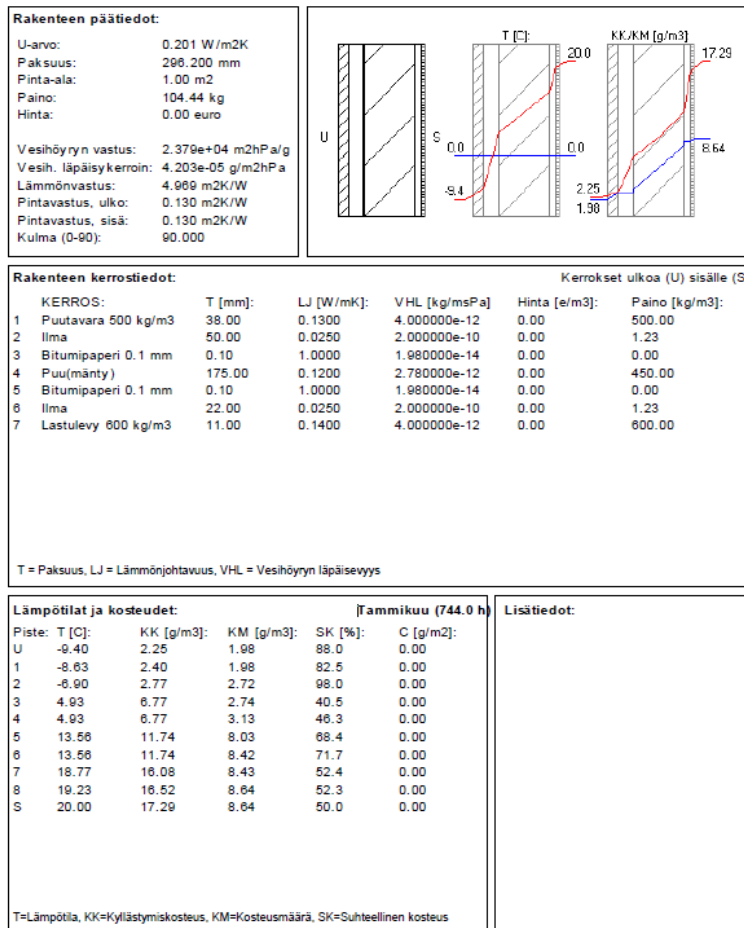 Rakenteen päätiedot:
U-arvo: 0.201 W/m2K
Paksuus: 296.200 mm
Pinta-ala: 1.00 m2
Paino: 104.44 kg
Hinta: 0.00 euro
Vesihöyryn vastus: 2.379e+04 m2hPa/g
Vesih. läpäisykerroin: 4.203e-05 g/m2hPa
Lämmönvastus: 4.969 m2K/W
Pintavastus, ulko: 0.130 m2K/W
Pintavastus, sisä: 0.130 m2K/W
Kulma (0-90): 90.000
U
S
T [C]:
20.0
0.0
0.0
-9.4
KK/KM [g/m3]
17.29
8.64
2.25
1.98
Rakenteen kerrostiedot: Kerrokset ulkoa (U) sisälle (S
KERROS: T [mm]: LJ [W/mK]: VHL [kg/msPa] Hinta [e/m3]: Paino [kg/m3]:
1 Puutavara 500 kg/m3 38.00 0.1300 4.000000e-12 0.00 500.00
2 Ilma 50.00 0.0250 2.000000e-10 0.00 1.23
3 Bitumipaperi 0.1 mm 0.10 1.0000 1.980000e-14 0.00 0.00
4 Puu(mänty) 175.00 0.1200 2.780000e-12 0.00 450.00
5 Bitumipaperi 0.1 mm 0.10 1.0000 1.980000e-14 0.00 0.00
6 Ilma 22.00 0.0250 2.000000e-10 0.00 1.23
7 Lastulevy 600 kg/m3 11.00 0.1400 4.000000e-12 0.00 600.00
T = Paksuus, LJ = Lämmönjohtavuus, VHL = Vesihöyryn läpäisevyys
Lämpötilat ja kosteudet: Tammikuu (744.0 h)
Piste: T [C]: KK [g/m3]: KM [g/m3]: SK [%]: C [g/m2]:
U -9.40 2.25 1.98 88.0 0.00
1 -8.63 2.40 1.98 82.5 0.00
2 -6.90 2.77 2.72 98.0 0.00
3 4.93 6.77 2.74 40.5 0.00
4 4.93 6.77 3.13 46.3 0.00
5 13.56 11.74 8.03 68.4 0.00
6 13.56 11.74 8.42 71.7 0.00
7 18.77 16.08 8.43 52.4 0.00
8 19.23 16.52 8.64 52.3 0.00
S 20.00 17.29 8.64 50.0 0.00
T=Lämpötila, KK=Kyllästymiskosteus, KM=Kosteusmäärä, SK=Suhteellinen kosteus
Lisätiedot: